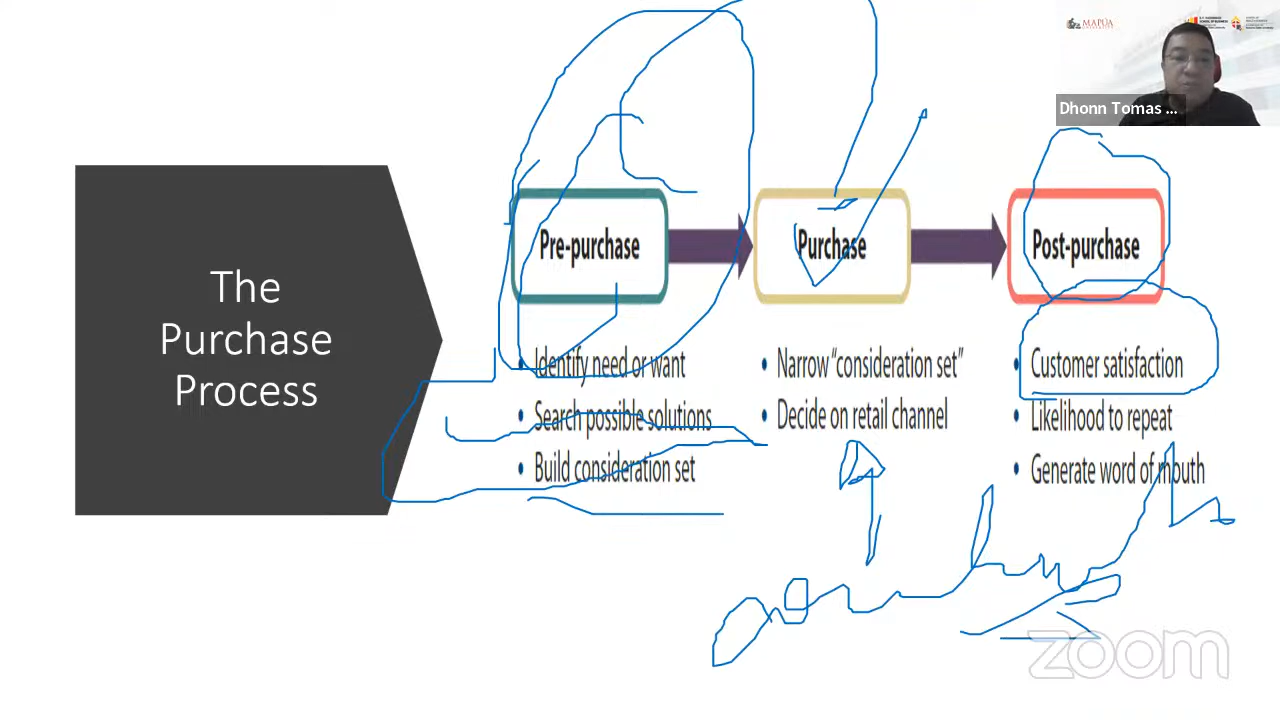 MAPÚA
Dhonn Tomas ...
The
Purchase
Process
Pre-purchase
• Identify need or want
• Search possible solutions
• Build consideration set
Purchase
• Narrow “consideration set”
• Decide on retail channel
Post-purchase
• Customer satisfaction
• Likelihood to repeat
• Generate word of mouth
zoom